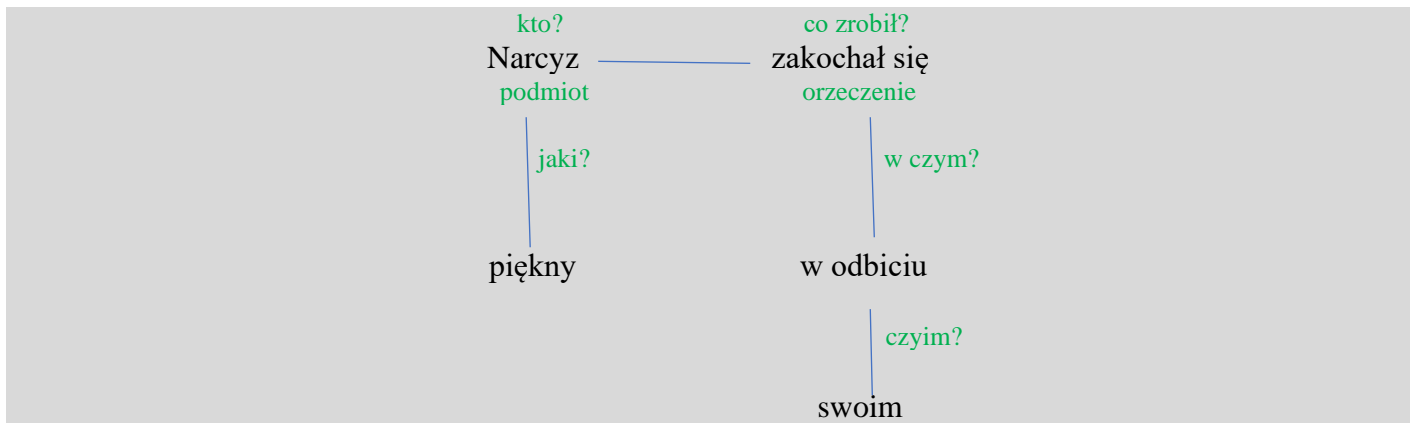 kto? co zrobił?
Narcyz zakochał się
podmiot orzeczenie
jaki? w czym?
piękny w odbiciu
czyim?
swoim